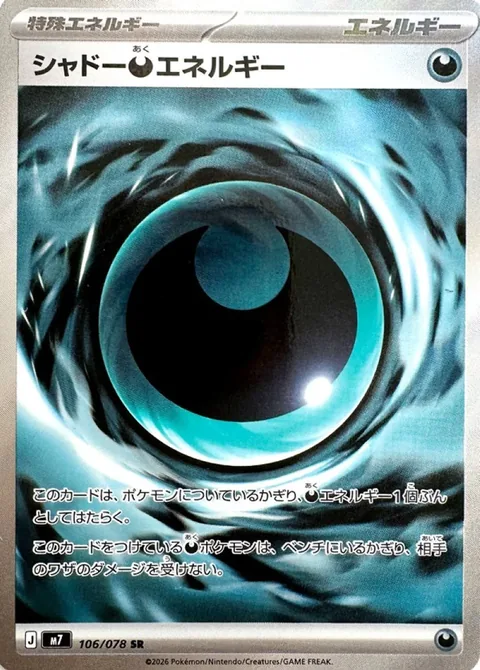 特殊エネルギー
エネルギー
シャドー悪エネルギー
このカードは、ポケモンについているかぎり、悪エネルギー1個ぶん
としてはたらく。
このカードをつけている悪ポケモンは、ベンチにいるかぎり、相手
のワザのダメージを受けない。
J M7 106/078 SR
©2026 Pokémon/Nintendo/Creatures/GAME FREAK.